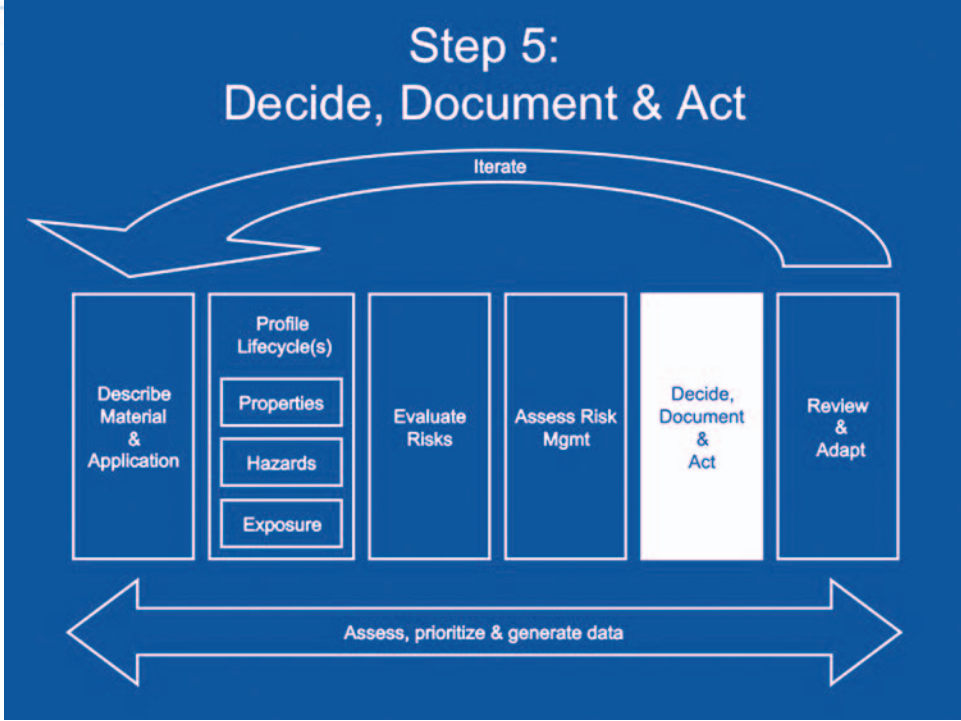 Step 5:
Decide, Document & Act
Iterate
Describe
Material
&
Application
Profile
Lifecycle(s)
Properties
Hazards
Exposure
Evaluate
Risks
Assess Risk
Mgmt
Decide,
Document
&
Act
Review
&
Adapt
Assess, prioritize & generate data